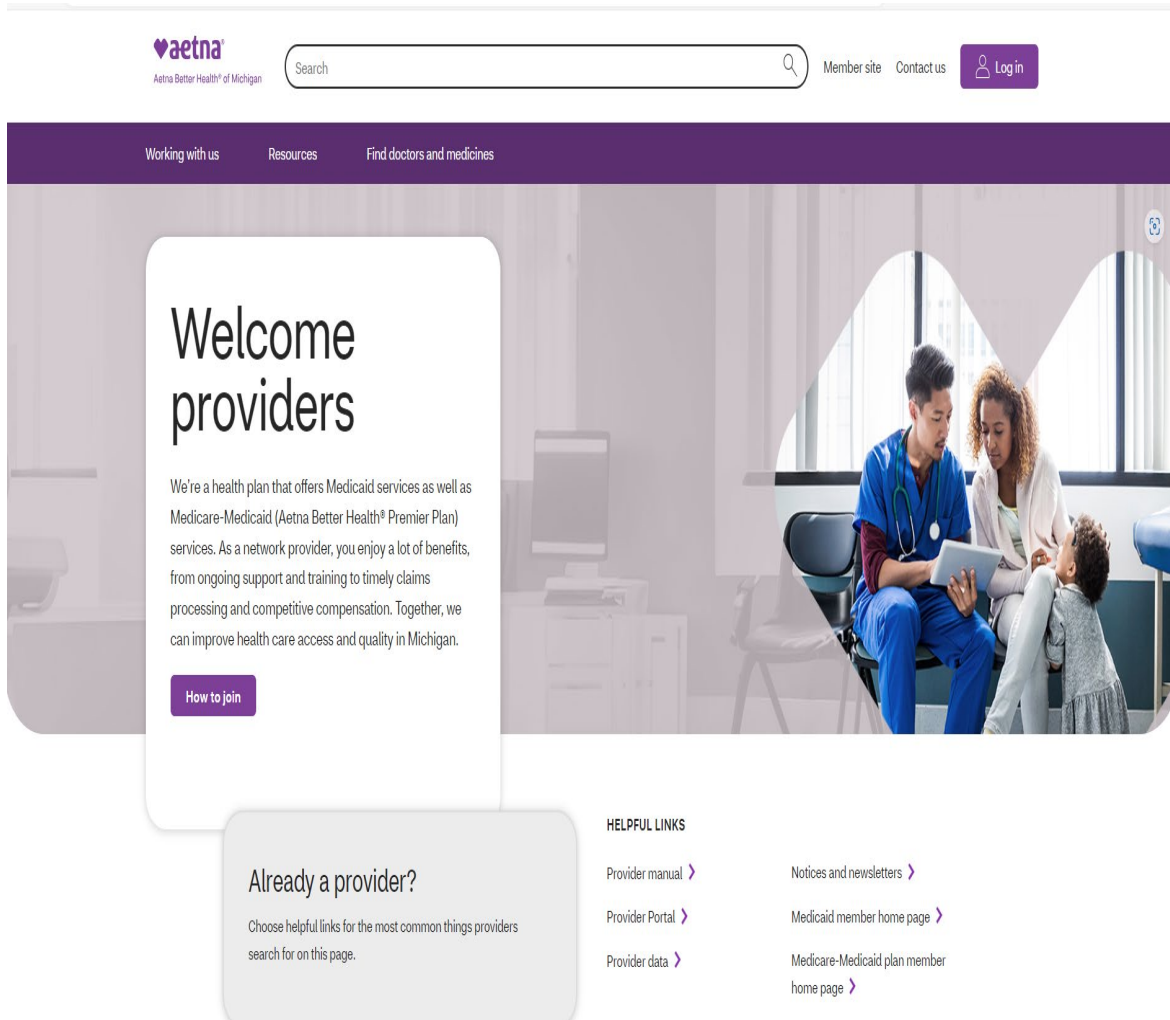 aetna®
Aetna Better Health® of Michigan
Search
Member site
Contact us
Log in
Working with us
Resources
Find doctors and medicines
Welcome
providers
We're a health plan that offers Medicaid services as well as
Medicare-Medicaid (Aetna Better Health® Premier Plan)
services. As a network provider, you enjoy a lot of benefits,
from ongoing support and training to timely claims
processing and competitive compensation. Together, we
can improve health care access and quality in Michigan.
How to join
Already a provider?
Choose helpful links for the most common things providers
search for on this page.
HELPFUL LINKS
Provider manual
Provider Portal
Provider data
Notices and newsletters
Medicaid member home page
Medicare-Medicaid plan member
home page